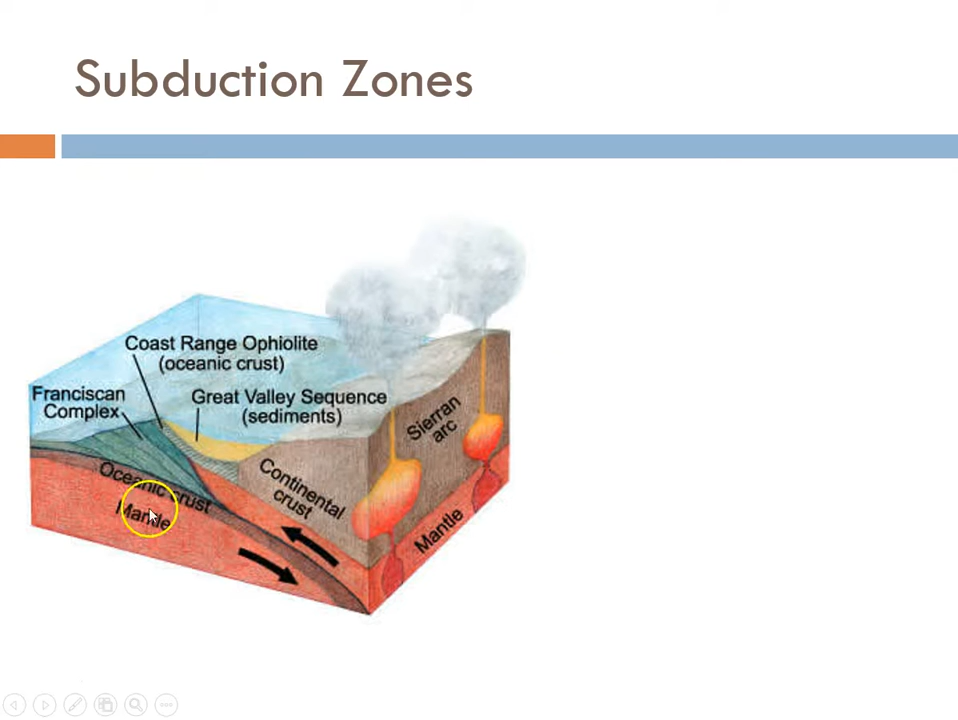 Subduction Zones
Coast Range Ophiolite
(oceanic crust)
Franciscan
Complex
Great Valley Sequence
(sediments)
Sierran
arc
Oceanic crust
Mantle
Continental
crust
Mantle